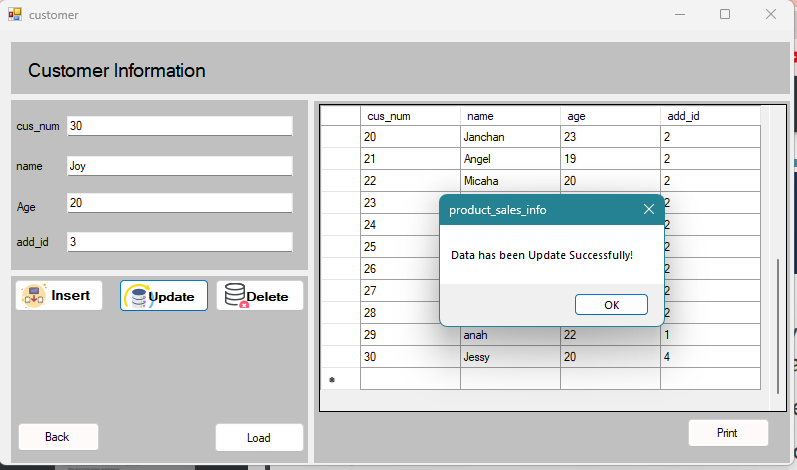 customer
Customer Information
cus_num 30
name Joy
Age 20
add_id 3
Insert Update Delete
Back Load
cus_num name age add_id
20 Janchan 23 2
21 Angel 19 2
22 Micaha 20 2
23 2
24 2
25 2
26 2
27 2
28 2
29 anah 22 1
30 Jessy 20 4
*
product_sales_info
Data has been Update Successfully!
OK
Print